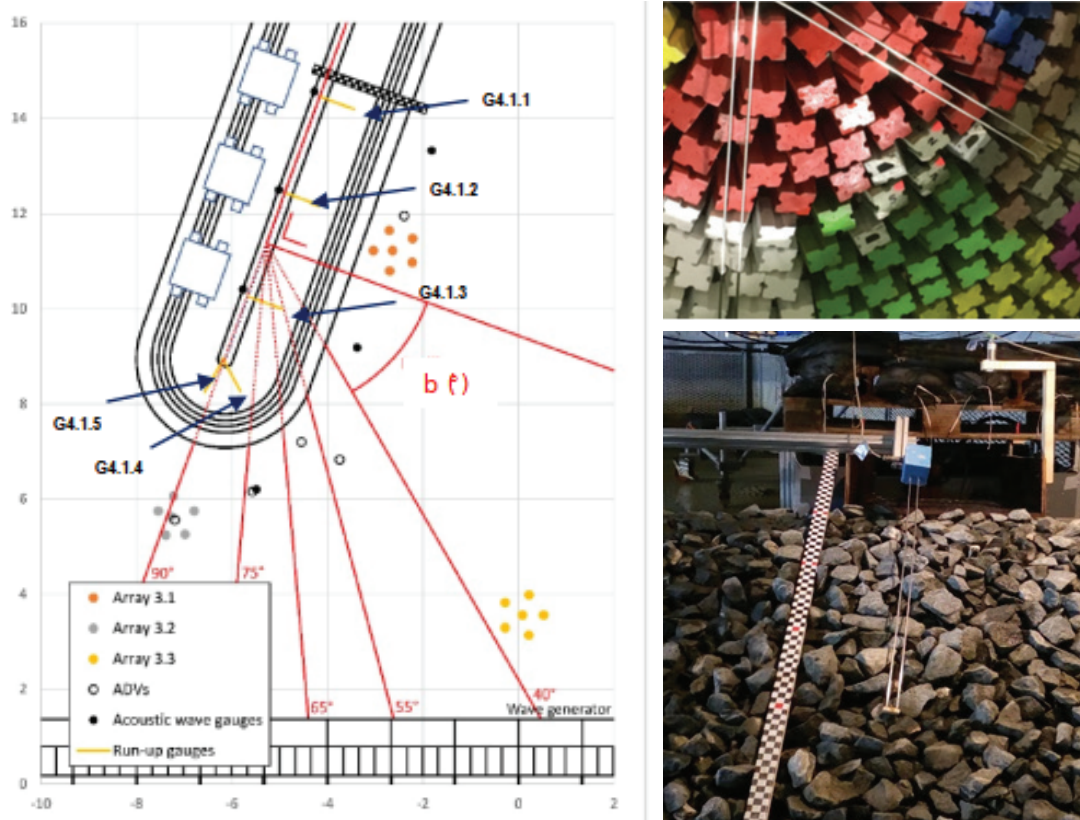 16
14
12
10
8
6
4
2
0
-10
-8
-6
-4
-2
0
2
G4.1.1
G4.1.2
G4.1.3
G4.1.5
G4.1.4
b (°)
90°
75°
65°
55°
40°
Wave generator
Array 3.1
Array 3.2
Array 3.3
ADVs
Acoustic wave gauges
Run-up gauges